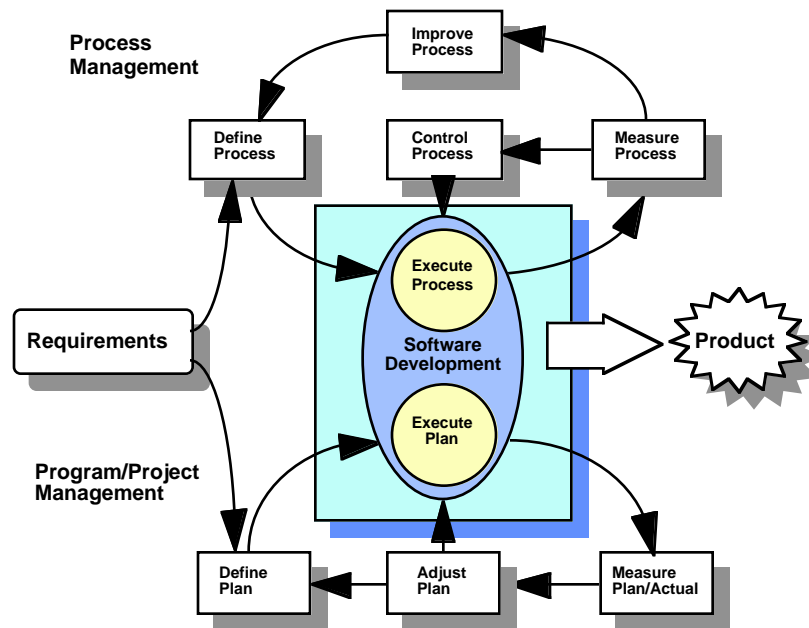 Process
Management
Improve
Process
Define
Process
Control
Process
Measure
Process
Execute
Process
Requirements
Software
Development
Product
Execute
Plan
Program/Project
Management
Define
Plan
Adjust
Plan
Measure
Plan/Actual